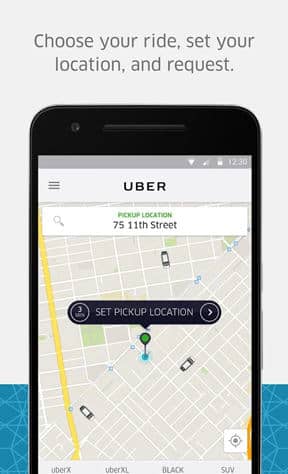 Choose your ride, set your
location, and request.
12:30
UBER
PICKUP LOCATION
75 11th Street
3
MIN
SET PICKUP LOCATION
uberX uberXL BLACK SUV